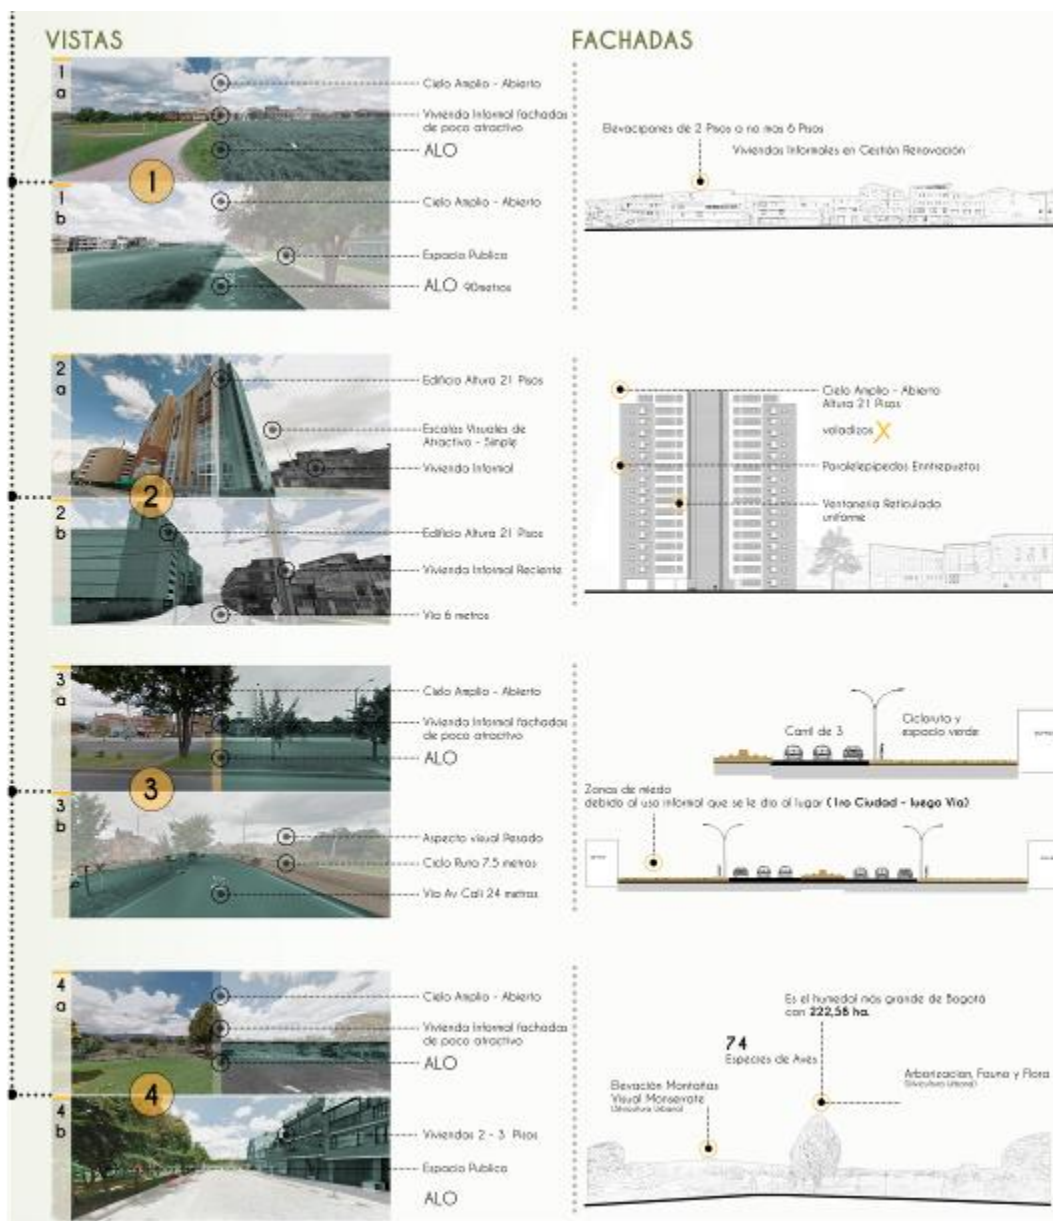 VISTAS
FACHADAS
1
a
Cielo Amplio - Abierto
Vivienda Informal fachadas
de poco atractivo
ALO
1
1
b
Cielo Amplio - Abierto
Espacio Publico
ALO 90metros
Elevacipones de 2 Pisos a no mas 6 Pisos
Viviendas Informales en Gestión Renovación
2
a
Edificio Altura 21 Pisos
Escalas Visuales de
Atractivo - Simple
Vivienda Informal
2
2
b
Edificio Altura 21 Pisos
Vivienda Informal Reciente
Via 6 metros
Cielo Amplio - Abierto
Altura 21 Pisos
voladizos X
Paralelepipedos Enntrepuetos
Ventaneria Reticulado
uniforme
3
a
Cielo Amplio - Abierto
Vivienda Informal fachadas
de poco atractivo
ALO
3
3
b
Aspecto visual Pesado
Ciclo Ruta 7.5 metros
Via Av Cali 24 metros
Carril de 3
Cicloruta y
espacio verde
Zonas de miedo
debido al uso informal que se le dio al lugar ( 1ro Ciudad - luego Via)
4
a
Cielo Amplio - Abierto
Vivienda Informal fachadas
de poco atractivo
ALO
4
4
b
Viviendas 2 - 3 Pisos
Espacio Publico
ALO
Es el humedal más grande de Bogotá
con 222,58 ha.
74
Especies de Aves
Elevación Montañas
Visual Monserrate
(Silvicultura Urbana)
Arborizacion, Fauna y Flora
(Silvicultura Urbana)